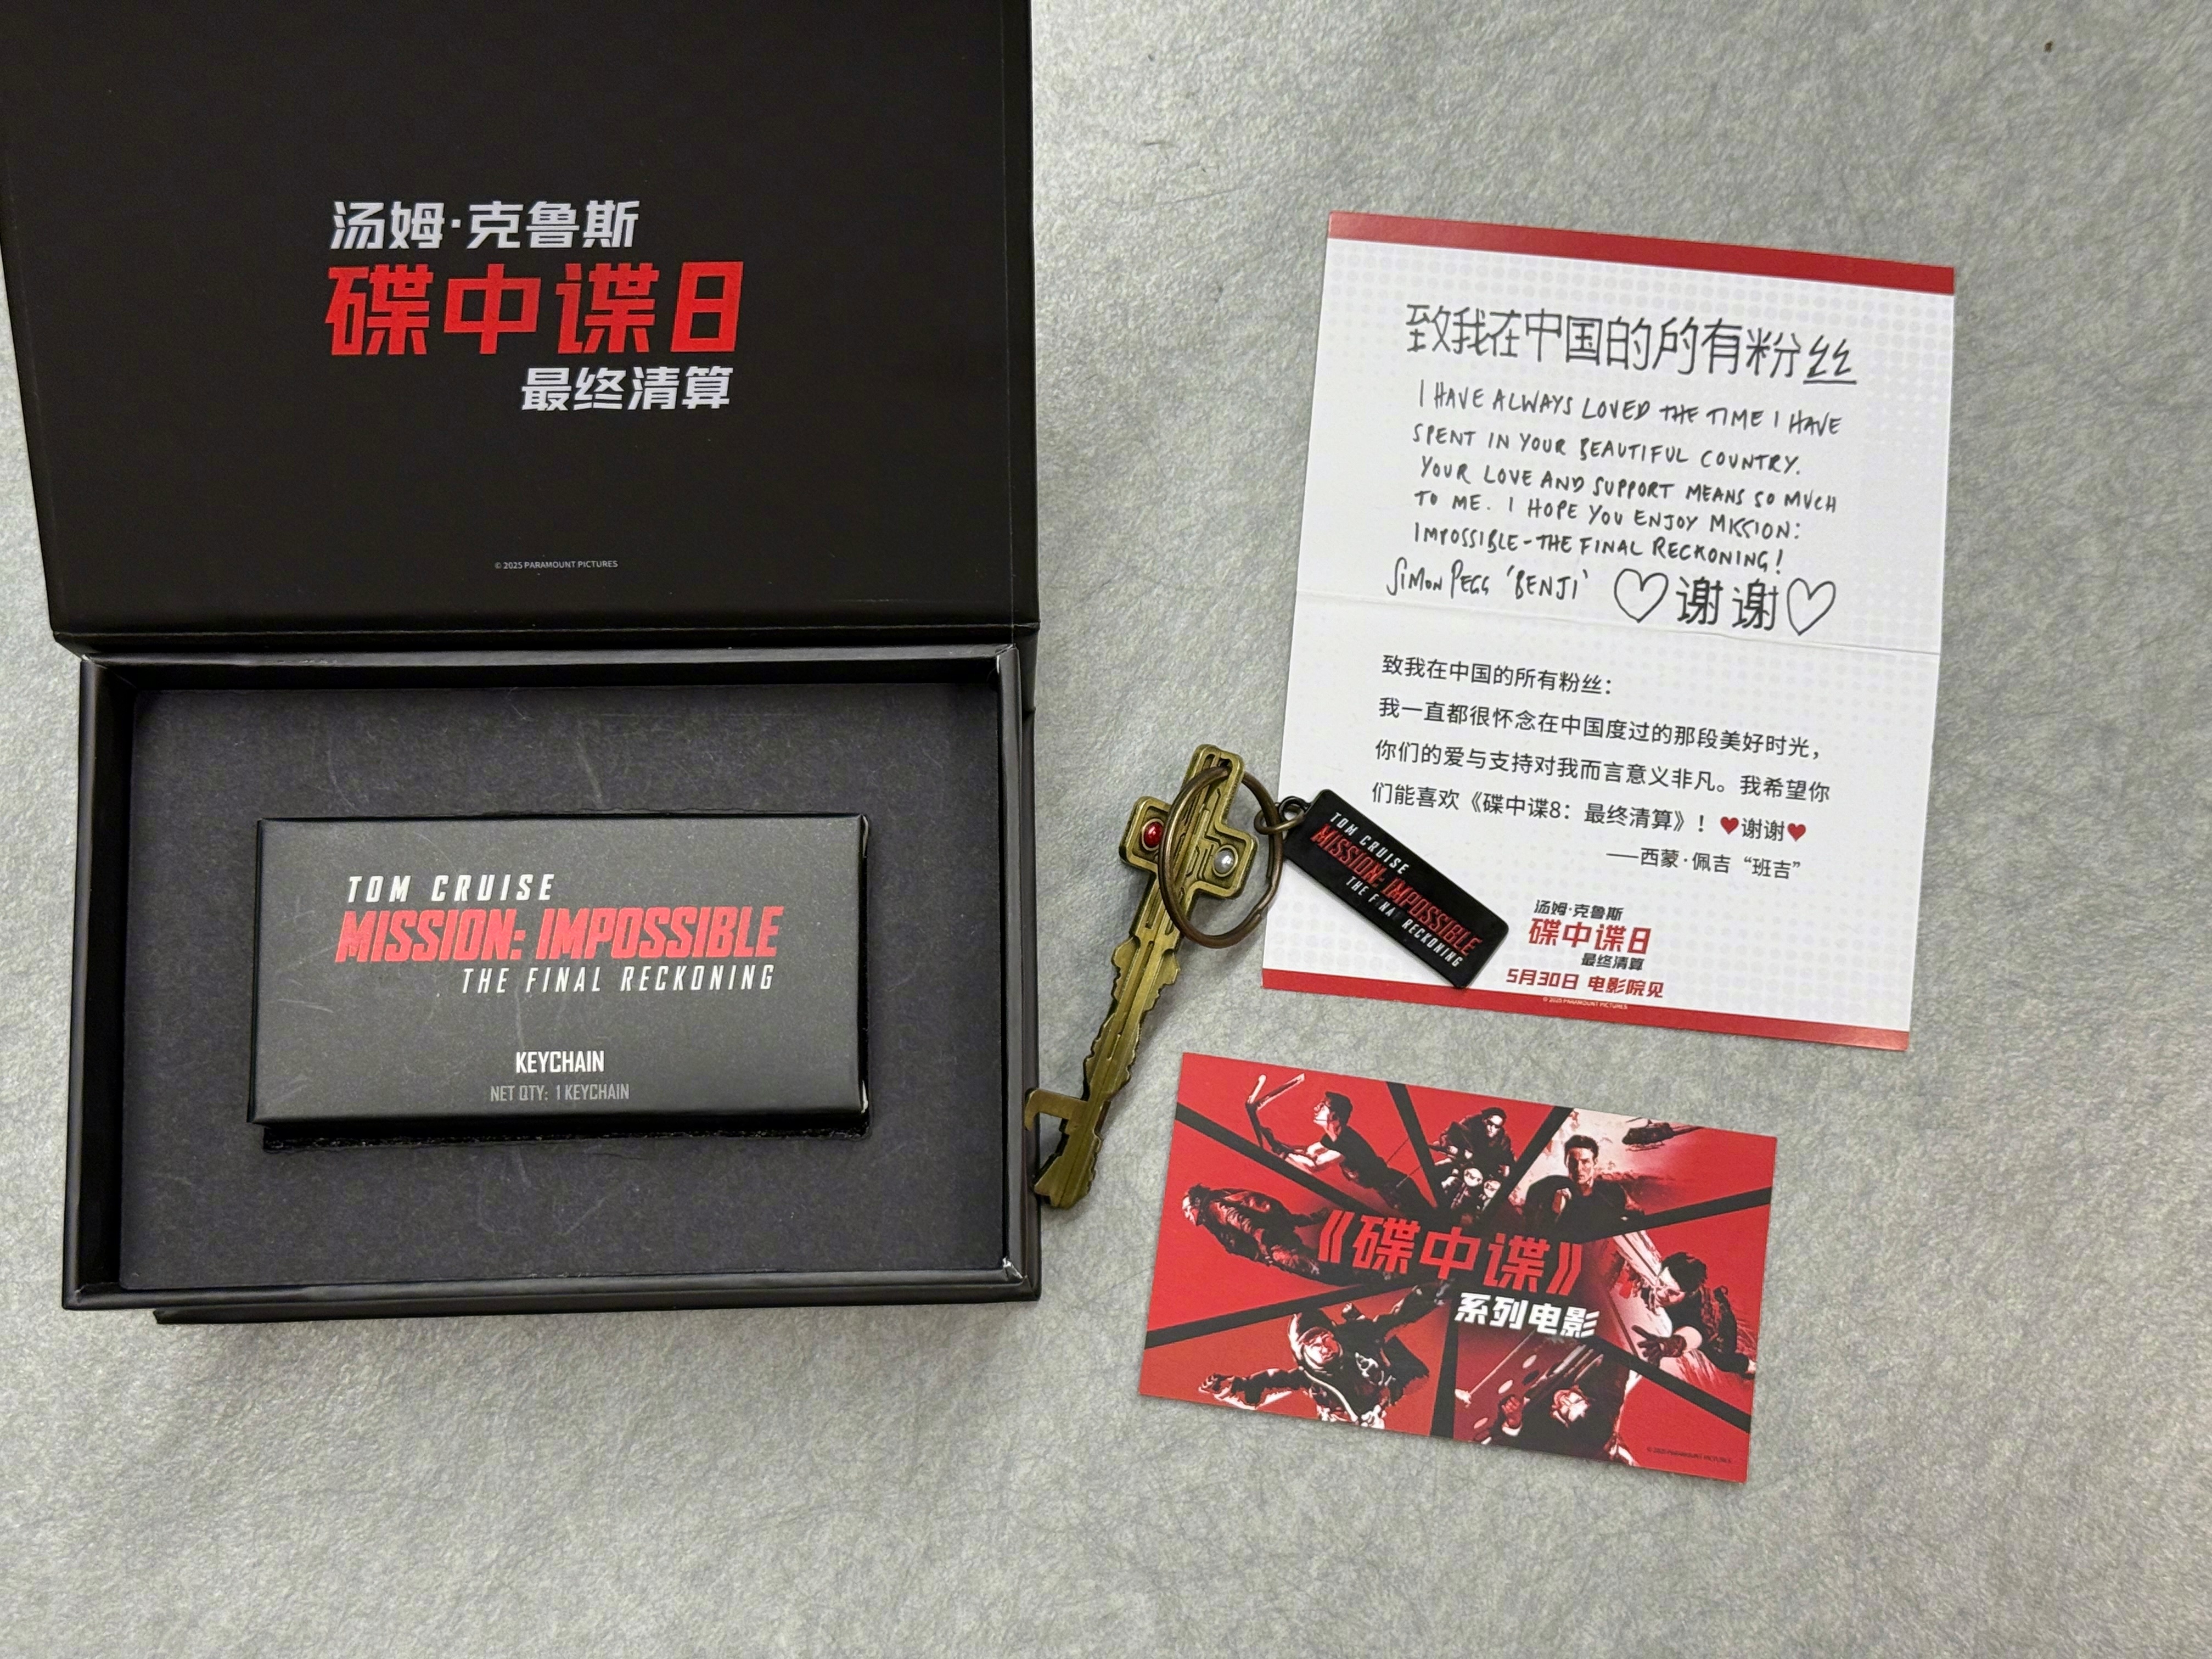 汤姆·克鲁斯
碟中谍8
最终清算
© 2025 PARAMOUNT PICTURES
TOM CRUISE
MISSION: IMPOSSIBLE
THE FINAL RECKONING
KEYCHAIN
NET QTY: 1 KEYCHAIN
致我在中国的所有粉丝
I HAVE ALWAYS LOVED THE TIME I HAVE
SPENT IN YOUR BEAUTIFUL COUNTRY.
YOUR LOVE AND SUPPORT MEANS SO MUCH
TO ME. I HOPE YOU ENJOY MISSION:
IMPOSSIBLE-THE FINAL RECKONING!
SIMON PEGG 'BENJI' ♡谢谢♡
致我在中国的所有粉丝：
我一直都很怀念在中国度过的那段美好时光，
你们的爱与支持对我而言意义非凡。我希望你
们能喜欢《碟中谍8：最终清算》！♥谢谢♥
——西蒙·佩吉“班吉”
汤姆·克鲁斯
碟中谍8
最终清算
5月30日 电影院见
© 2025 PARAMOUNT PICTURES
TOM CRUISE
MISSION: IMPOSSIBLE
THE FINAL RECKONING
《碟中谍》
系列电影
© 2025 PARAMOUNT PICTURES